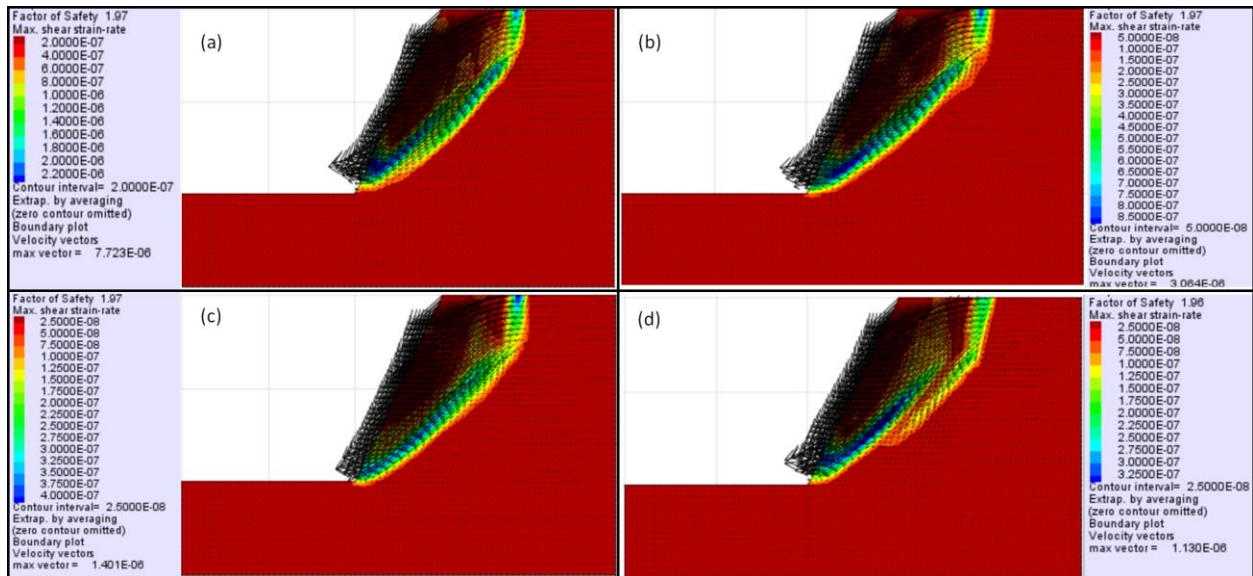 Factor of Safety 1.97
Max. shear strain-rate
2.0000E-07
4.0000E-07
6.0000E-07
8.0000E-07
1.0000E-06
1.2000E-06
1.4000E-06
1.6000E-06
1.8000E-06
2.0000E-06
2.2000E-06
Contour interval= 2.0000E-07
Extrap. by averaging
(zero contour omitted)
Boundary plot
Velocity vectors
max vector = 7.723E-06
(a)
(b)
Factor of Safety 1.97
Max. shear strain-rate
5.0000E-08
1.0000E-07
1.5000E-07
2.0000E-07
2.5000E-07
3.0000E-07
3.5000E-07
4.0000E-07
4.5000E-07
5.0000E-07
5.5000E-07
6.0000E-07
6.5000E-07
7.0000E-07
7.5000E-07
8.0000E-07
8.5000E-07
Contour interval= 5.0000E-08
Extrap. by averaging
(zero contour omitted)
Boundary plot
Velocity vectors
max vector = 3.064E-06
Factor of Safety 1.97
Max. shear strain-rate
2.5000E-08
5.0000E-08
7.5000E-08
1.0000E-07
1.2500E-07
1.5000E-07
1.7500E-07
2.0000E-07
2.2500E-07
2.5000E-07
2.7500E-07
3.0000E-07
3.2500E-07
3.5000E-07
3.7500E-07
4.0000E-07
Contour interval= 2.5000E-08
Extrap. by averaging
(zero contour omitted)
Boundary plot
Velocity vectors
max vector = 1.401E-06
(c)
(d)
Factor of Safety 1.96
Max. shear strain-rate
2.5000E-08
5.0000E-08
7.5000E-08
1.0000E-07
1.2500E-07
1.5000E-07
1.7500E-07
2.0000E-07
2.2500E-07
2.5000E-07
2.7500E-07
3.0000E-07
3.2500E-07
Contour interval= 2.5000E-08
Extrap. by averaging
(zero contour omitted)
Boundary plot
Velocity vectors
max vector = 1.130E-06